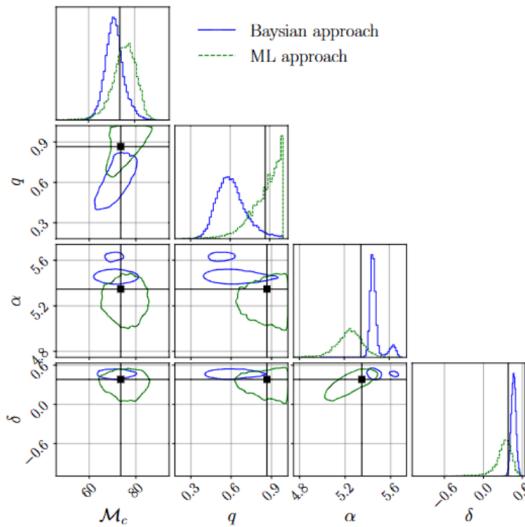 Baysian approach
ML approach
0.9
0.6
0.3
q
5.6
5.2
4.8
α
0.6
0.0
−0.6
δ
60 80 0.3 0.6 0.9 4.8 5.2 5.6 −0.6 0.0 0.6
ℳc q α δ